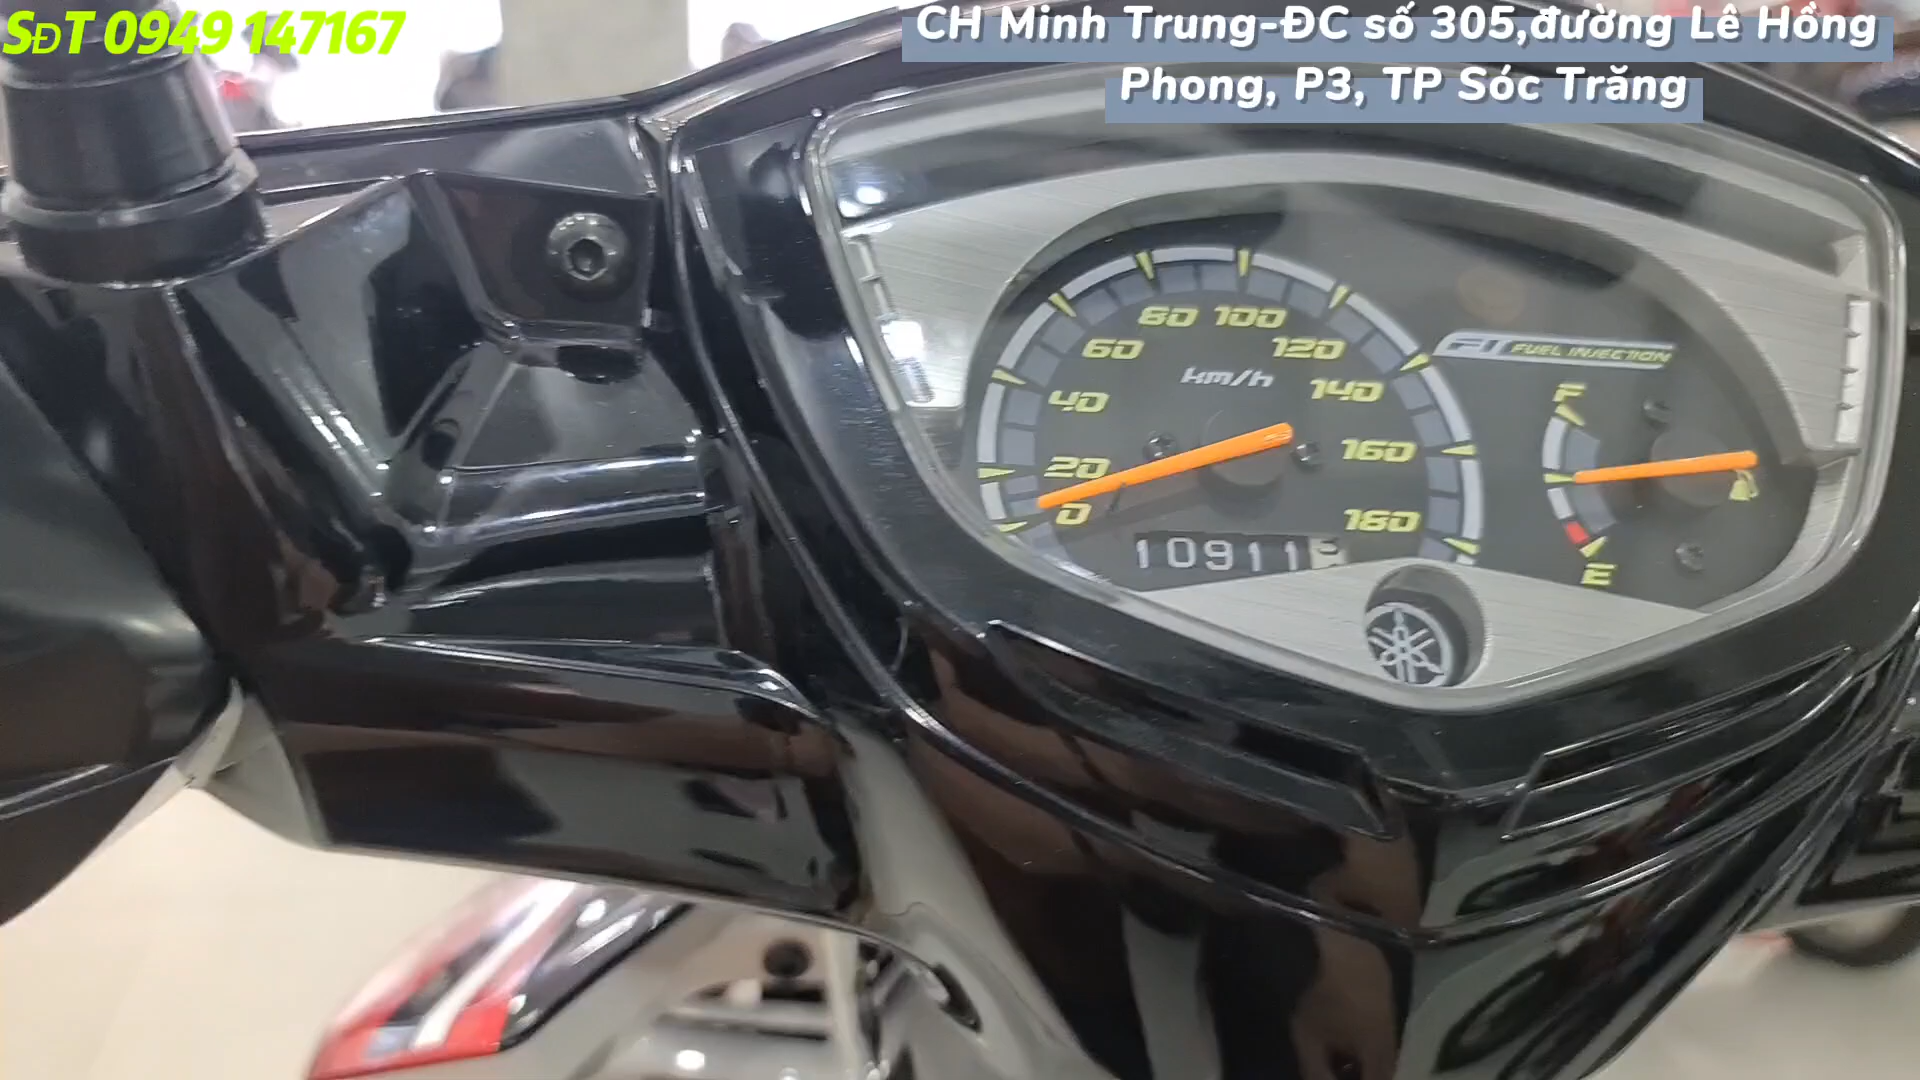 SĐT 0949 147167
CH Minh Trung-ĐC số 305,đường Lê Hồng
Phong, P3, TP Sóc Trăng
80 100
60
120
km/h
40
140
20
160
0
180
10911
FI FUEL INJECTION
F
E